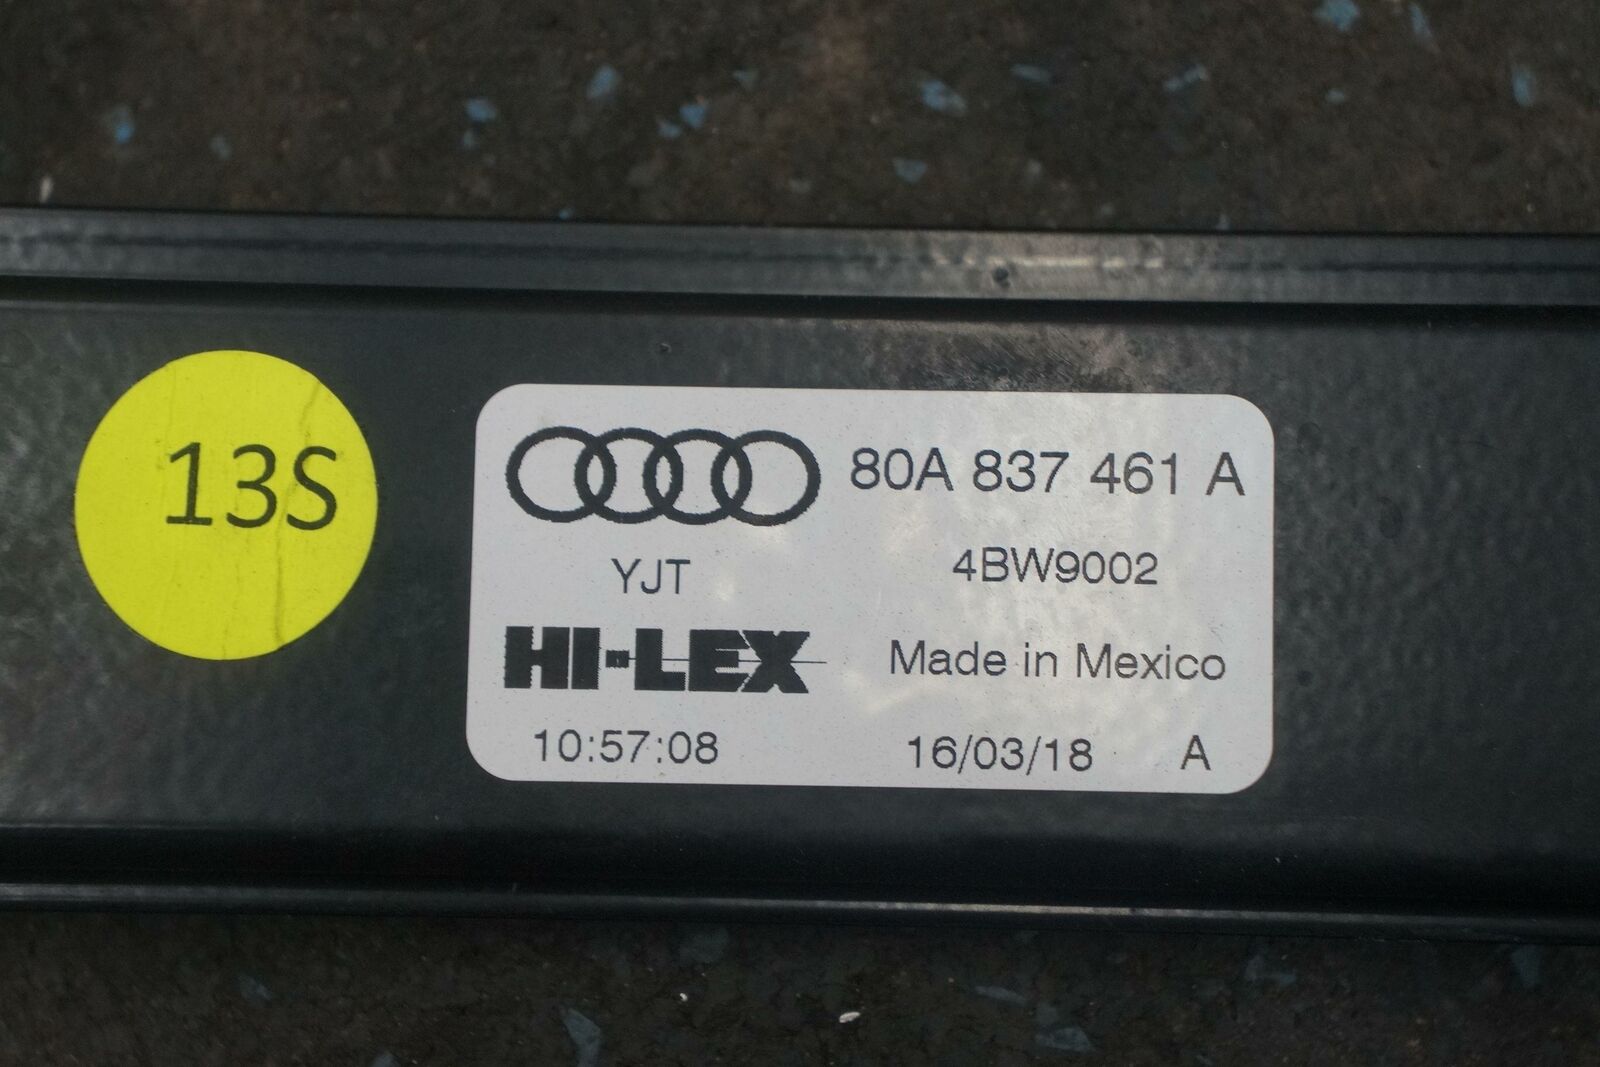 13S
80A 837 461 A
YJT 4BW9002
HI-LEX Made in Mexico
10:57:08 16/03/18 A